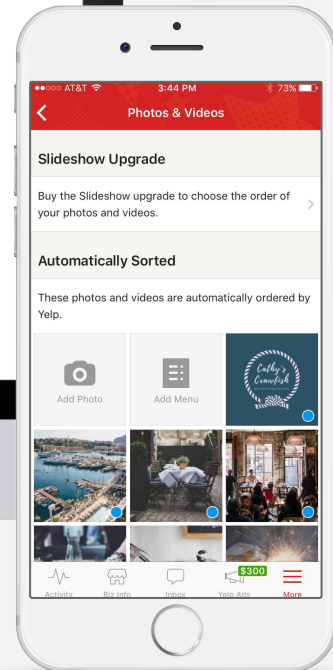 AT&T 3:44 PM 73%
Photos & Videos
Slideshow Upgrade
Buy the Slideshow upgrade to choose the order of
your photos and videos.
Automatically Sorted
These photos and videos are automatically ordered by
Yelp.
Add Photo
Add Menu
Cathy's
Crawfish
$300
Activity Biz Info Inbox Yelp Ads More